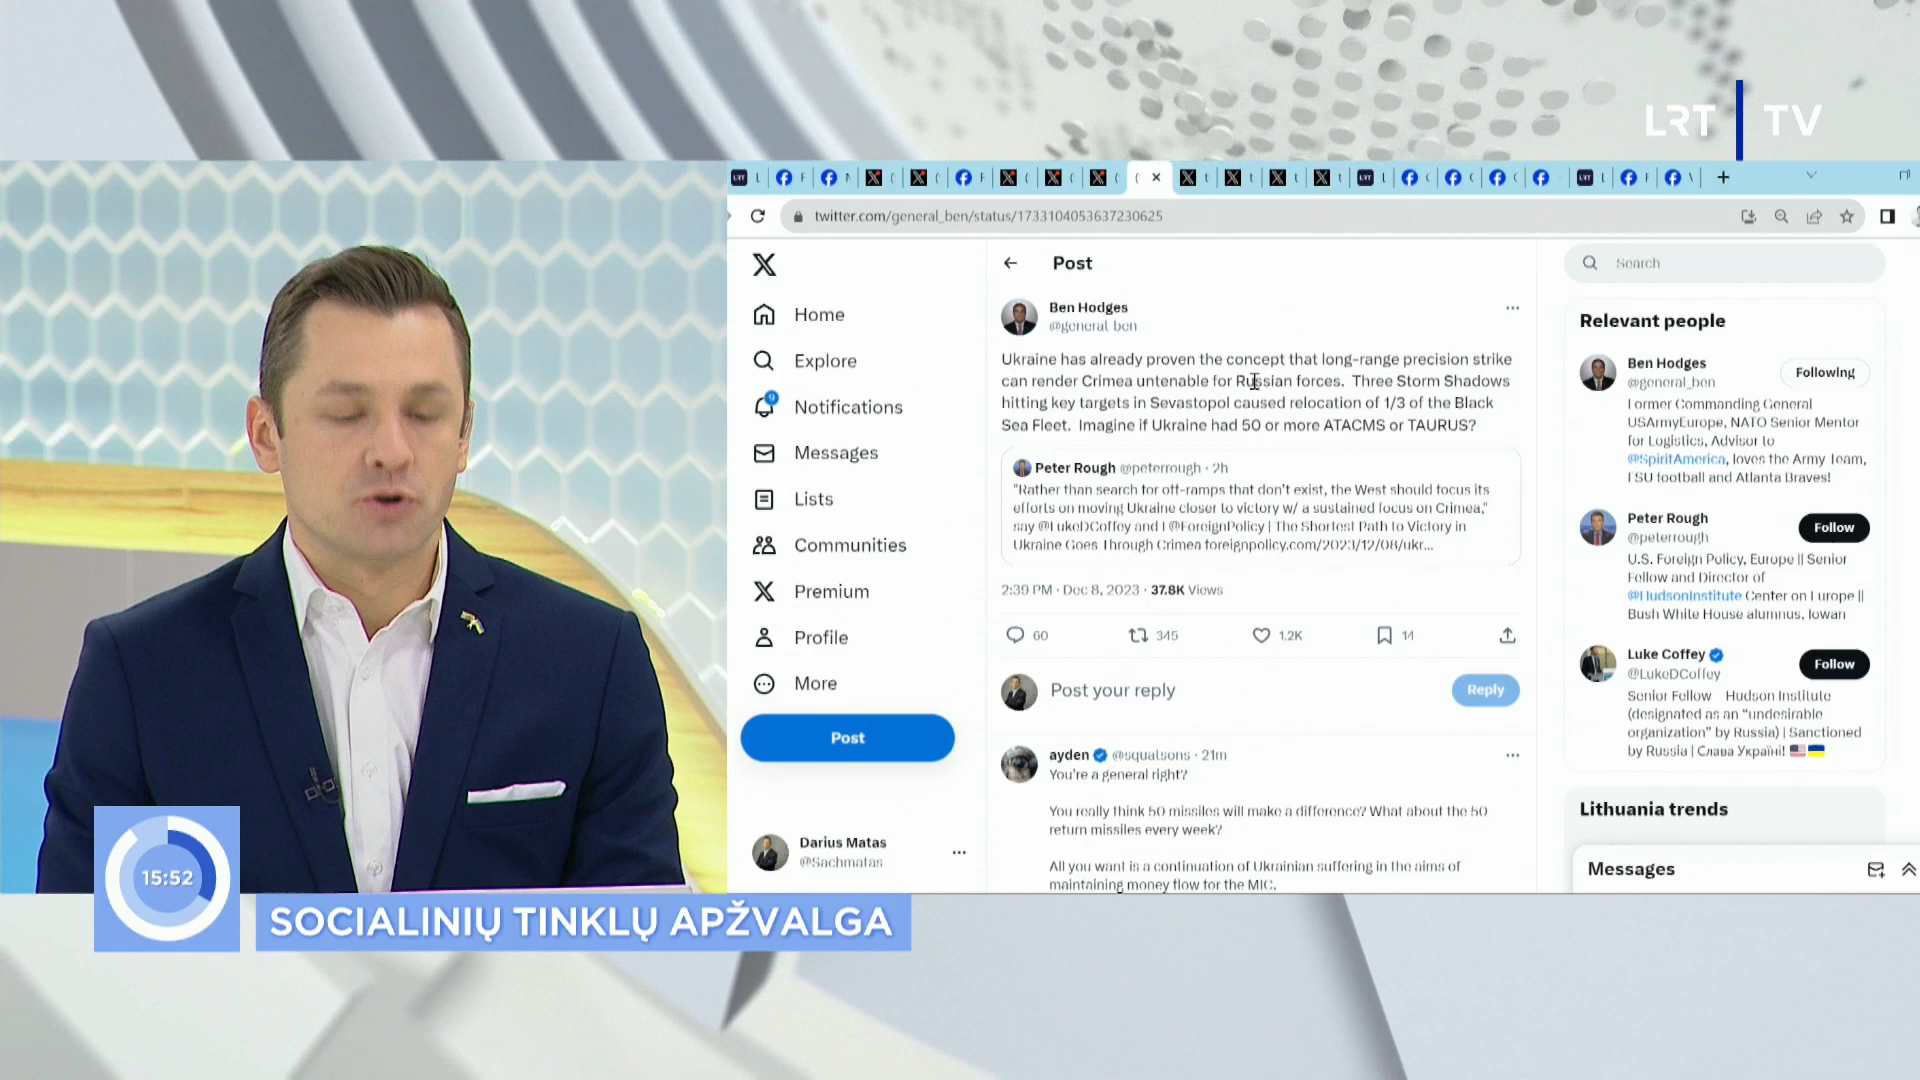 LRT TV
twitter.com/general_ben/status/1733104053637230625
Home
Explore
9
Notifications
Messages
Lists
Communities
Premium
Profile
More
Post
Darius Matas
@Sachmatas
Post
Ben Hodges
@general_ben
Ukraine has already proven the concept that long-range precision strike
can render Crimea untenable for Russian forces. Three Storm Shadows
hitting key targets in Sevastopol caused relocation of 1/3 of the Black
Sea Fleet. Imagine if Ukraine had 50 or more ATACMS or TAURUS?
Peter Rough @peterrough · 2h
"Rather than search for off-ramps that don't exist, the West should focus its
efforts on moving Ukraine closer to victory w/ a sustained focus on Crimea,"
say @LukeDCoffey and I @ForeignPolicy | The Shortest Path to Victory in
Ukraine Goes Through Crimea foreignpolicy.com/2023/12/08/ukr...
2:39 PM · Dec 8, 2023 · 37.8K Views
60 345 1.2K 14
Post your reply
Reply
ayden @squatsons · 21m
You're a general right?
You really think 50 missiles will make a difference? What about the 50
return missiles every week?
All you want is a continuation of Ukrainian suffering in the aims of
maintaining money flow for the MIC.
Search
Relevant people
Ben Hodges
@general_ben
Following
Former Commanding General
USArmyEurope, NATO Senior Mentor
for Logistics, Advisor to
@SpiritAmerica, loves the Army Team,
FSU football and Atlanta Braves!
Peter Rough
@peterrough
Follow
U.S. Foreign Policy, Europe || Senior
Fellow and Director of
@HudsonInstitute Center on Europe ||
Bush White House alumnus, Iowan
Luke Coffey
@LukeDCoffey
Follow
Senior Fellow – Hudson Institute
(designated as an "undesirable
organization" by Russia) | Sanctioned
by Russia | Слава Україні!
Lithuania trends
Messages
15:52
SOCIALINIŲ TINKLŲ APŽVALGA